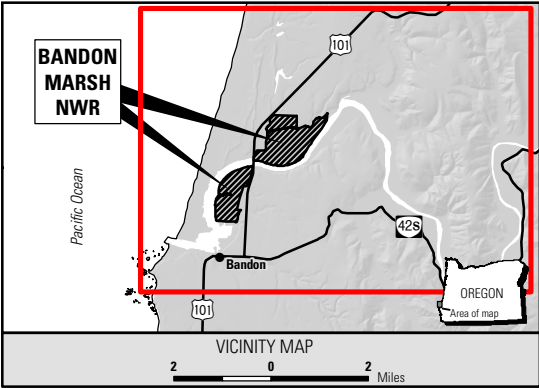 101
BANDON
MARSH
NWR
Pacific Ocean
42S
Bandon
OREGON
Area of map
101
VICINITY MAP
2 0 2
Miles